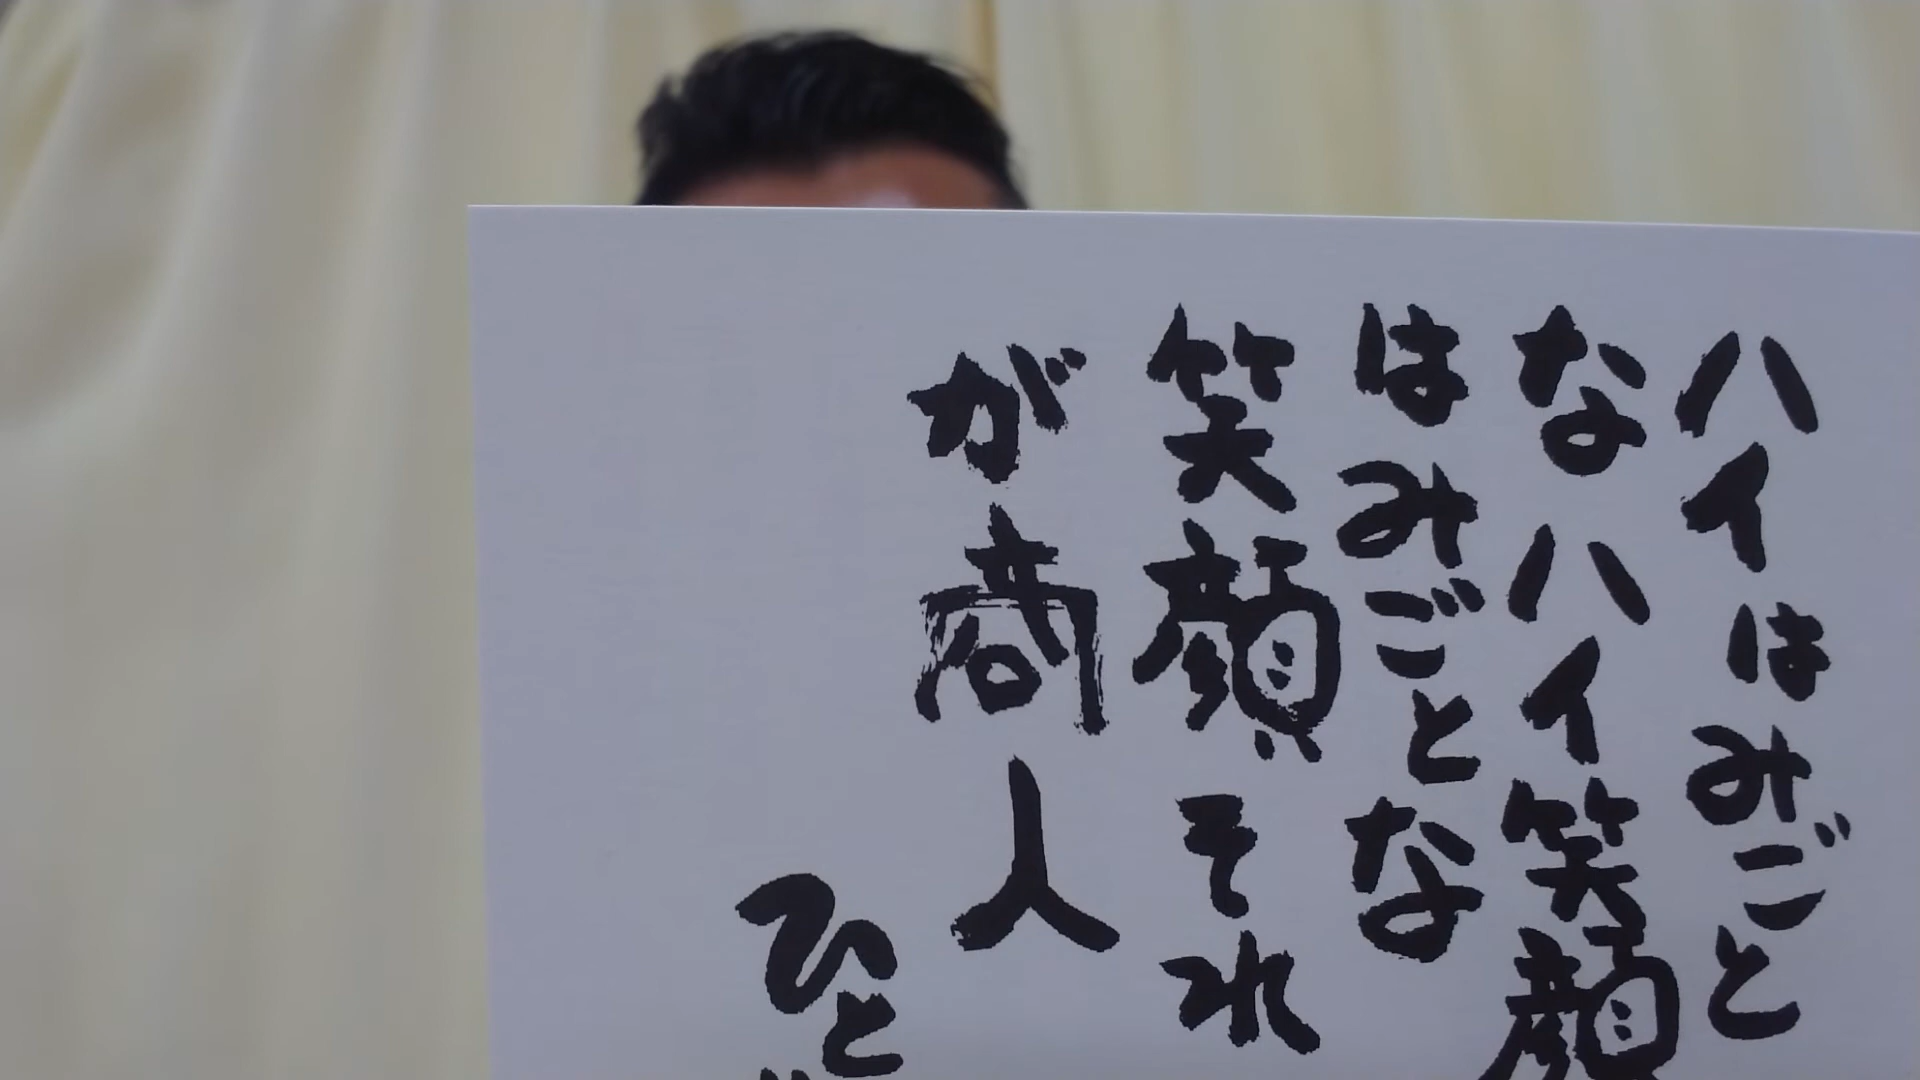 ハイはみごと
なハイ笑顔
はみごとな
笑顔それ
が商人
ひと